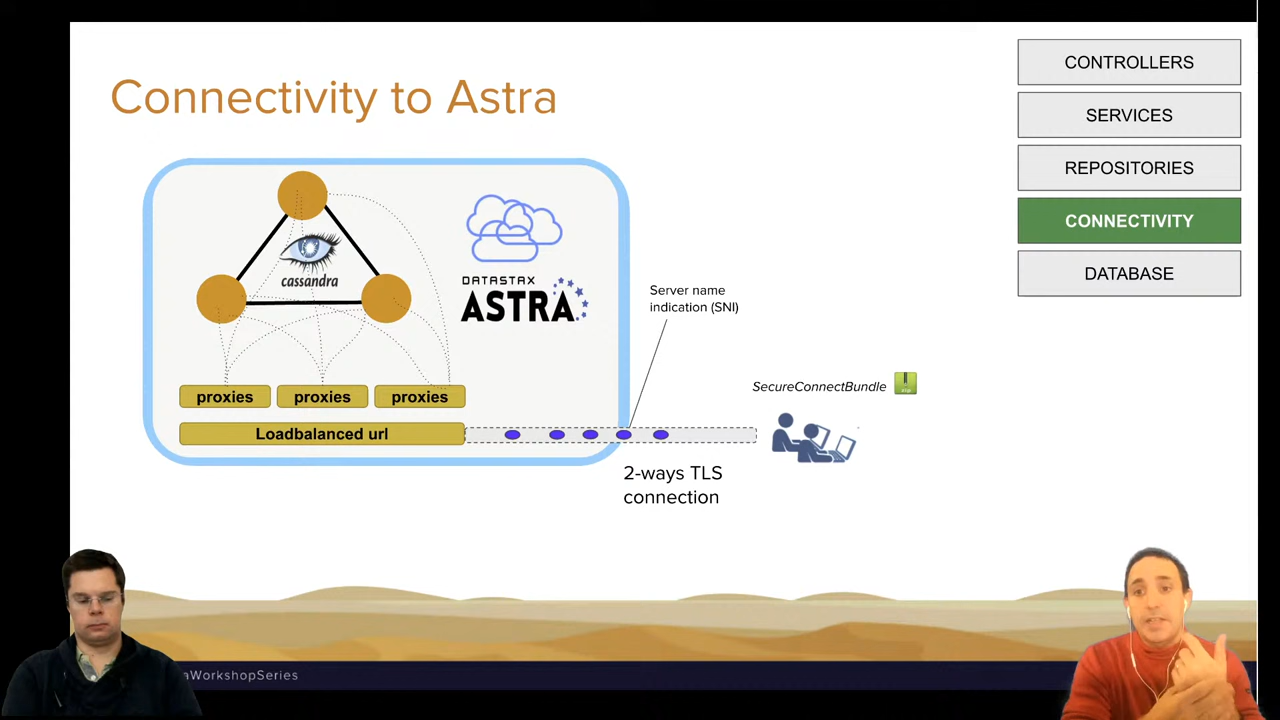 Connectivity to Astra
CONTROLLERS
SERVICES
REPOSITORIES
CONNECTIVITY
DATABASE
cassandra
DATASTAX
ASTRA
Server name
indication (SNI)
SecureConnectBundle
zip
proxies
proxies
proxies
Loadbalanced url
2-ways TLS
connection
aWorkshopSeries